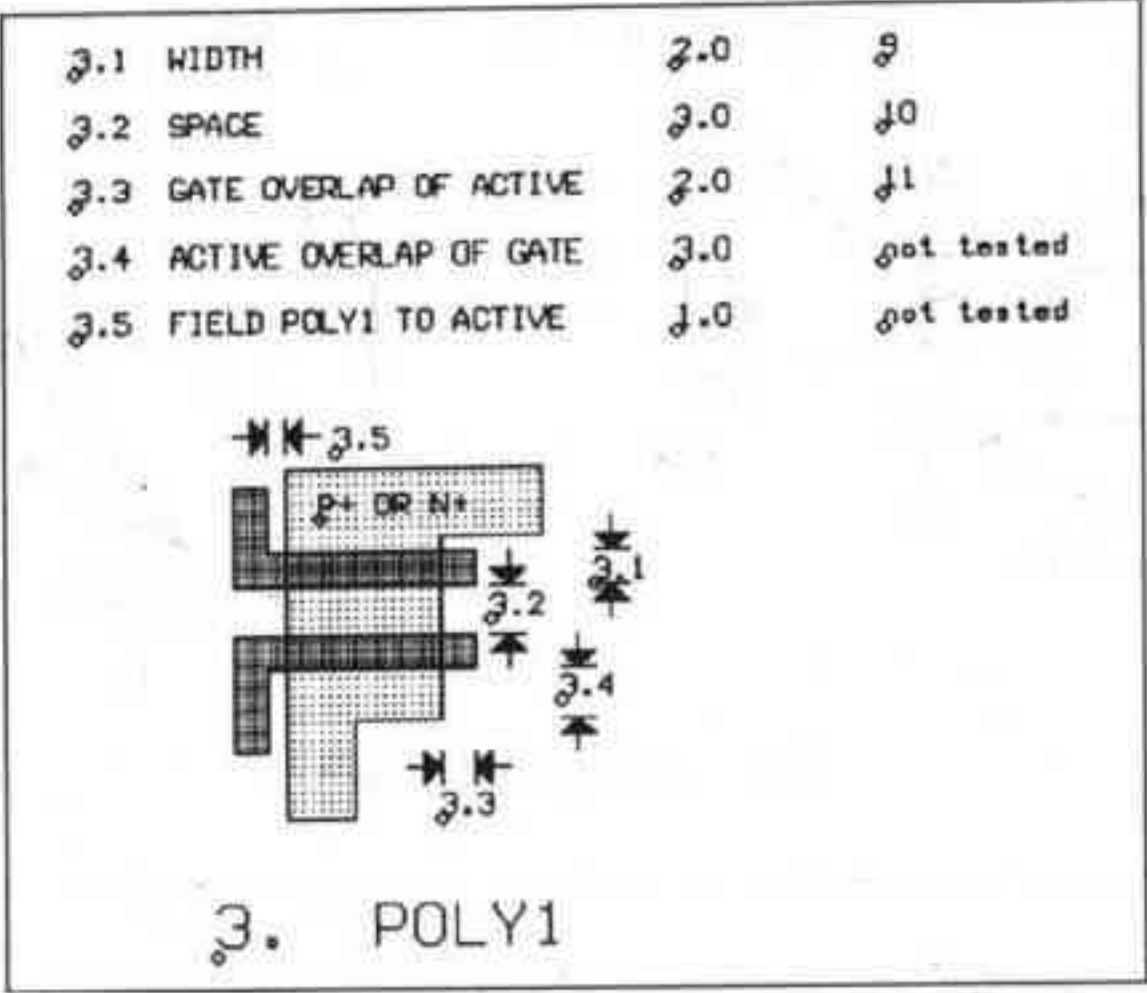 3.1 WIDTH 2.0 9
3.2 SPACE 3.0 10
3.3 GATE OVERLAP OF ACTIVE 2.0 11
3.4 ACTIVE OVERLAP OF GATE 3.0 not tested
3.5 FIELD POLY1 TO ACTIVE 1.0 not tested
3.5
P+ OR N+
3.1
3.2
3.4
3.3
3. POLY1